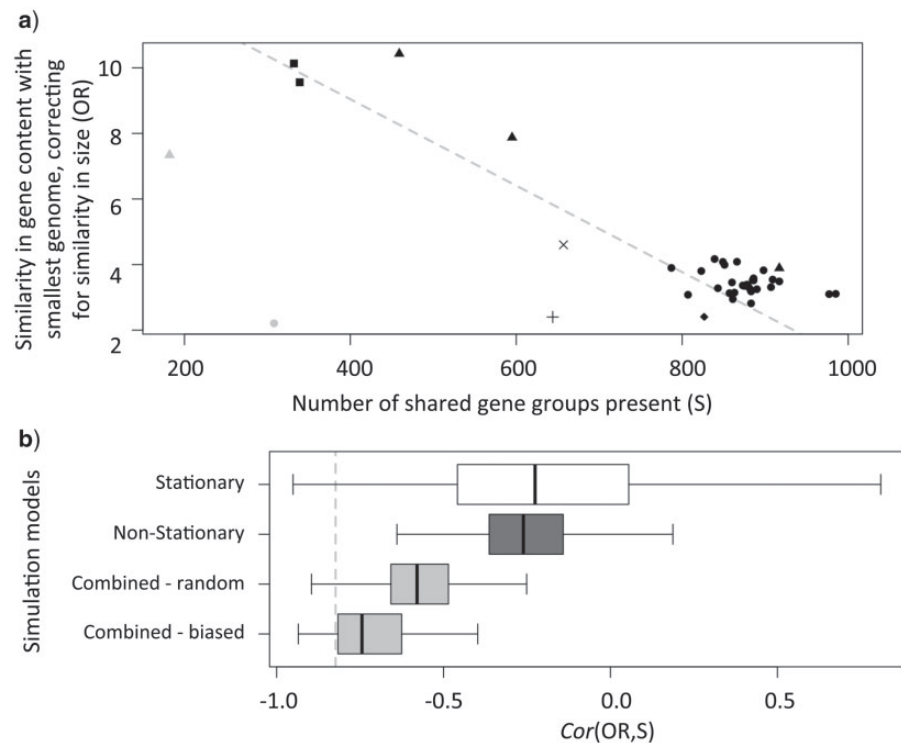 a)
Similarity in gene content with
smallest genome, correcting
for similarity in size (OR)
10
8
6
4
2
200 400 600 800 1000
Number of shared gene groups present (S)
b)
Simulation models
Stationary
Non-Stationary
Combined - random
Combined - biased
-1.0 -0.5 0.0 0.5
Cor(OR,S)